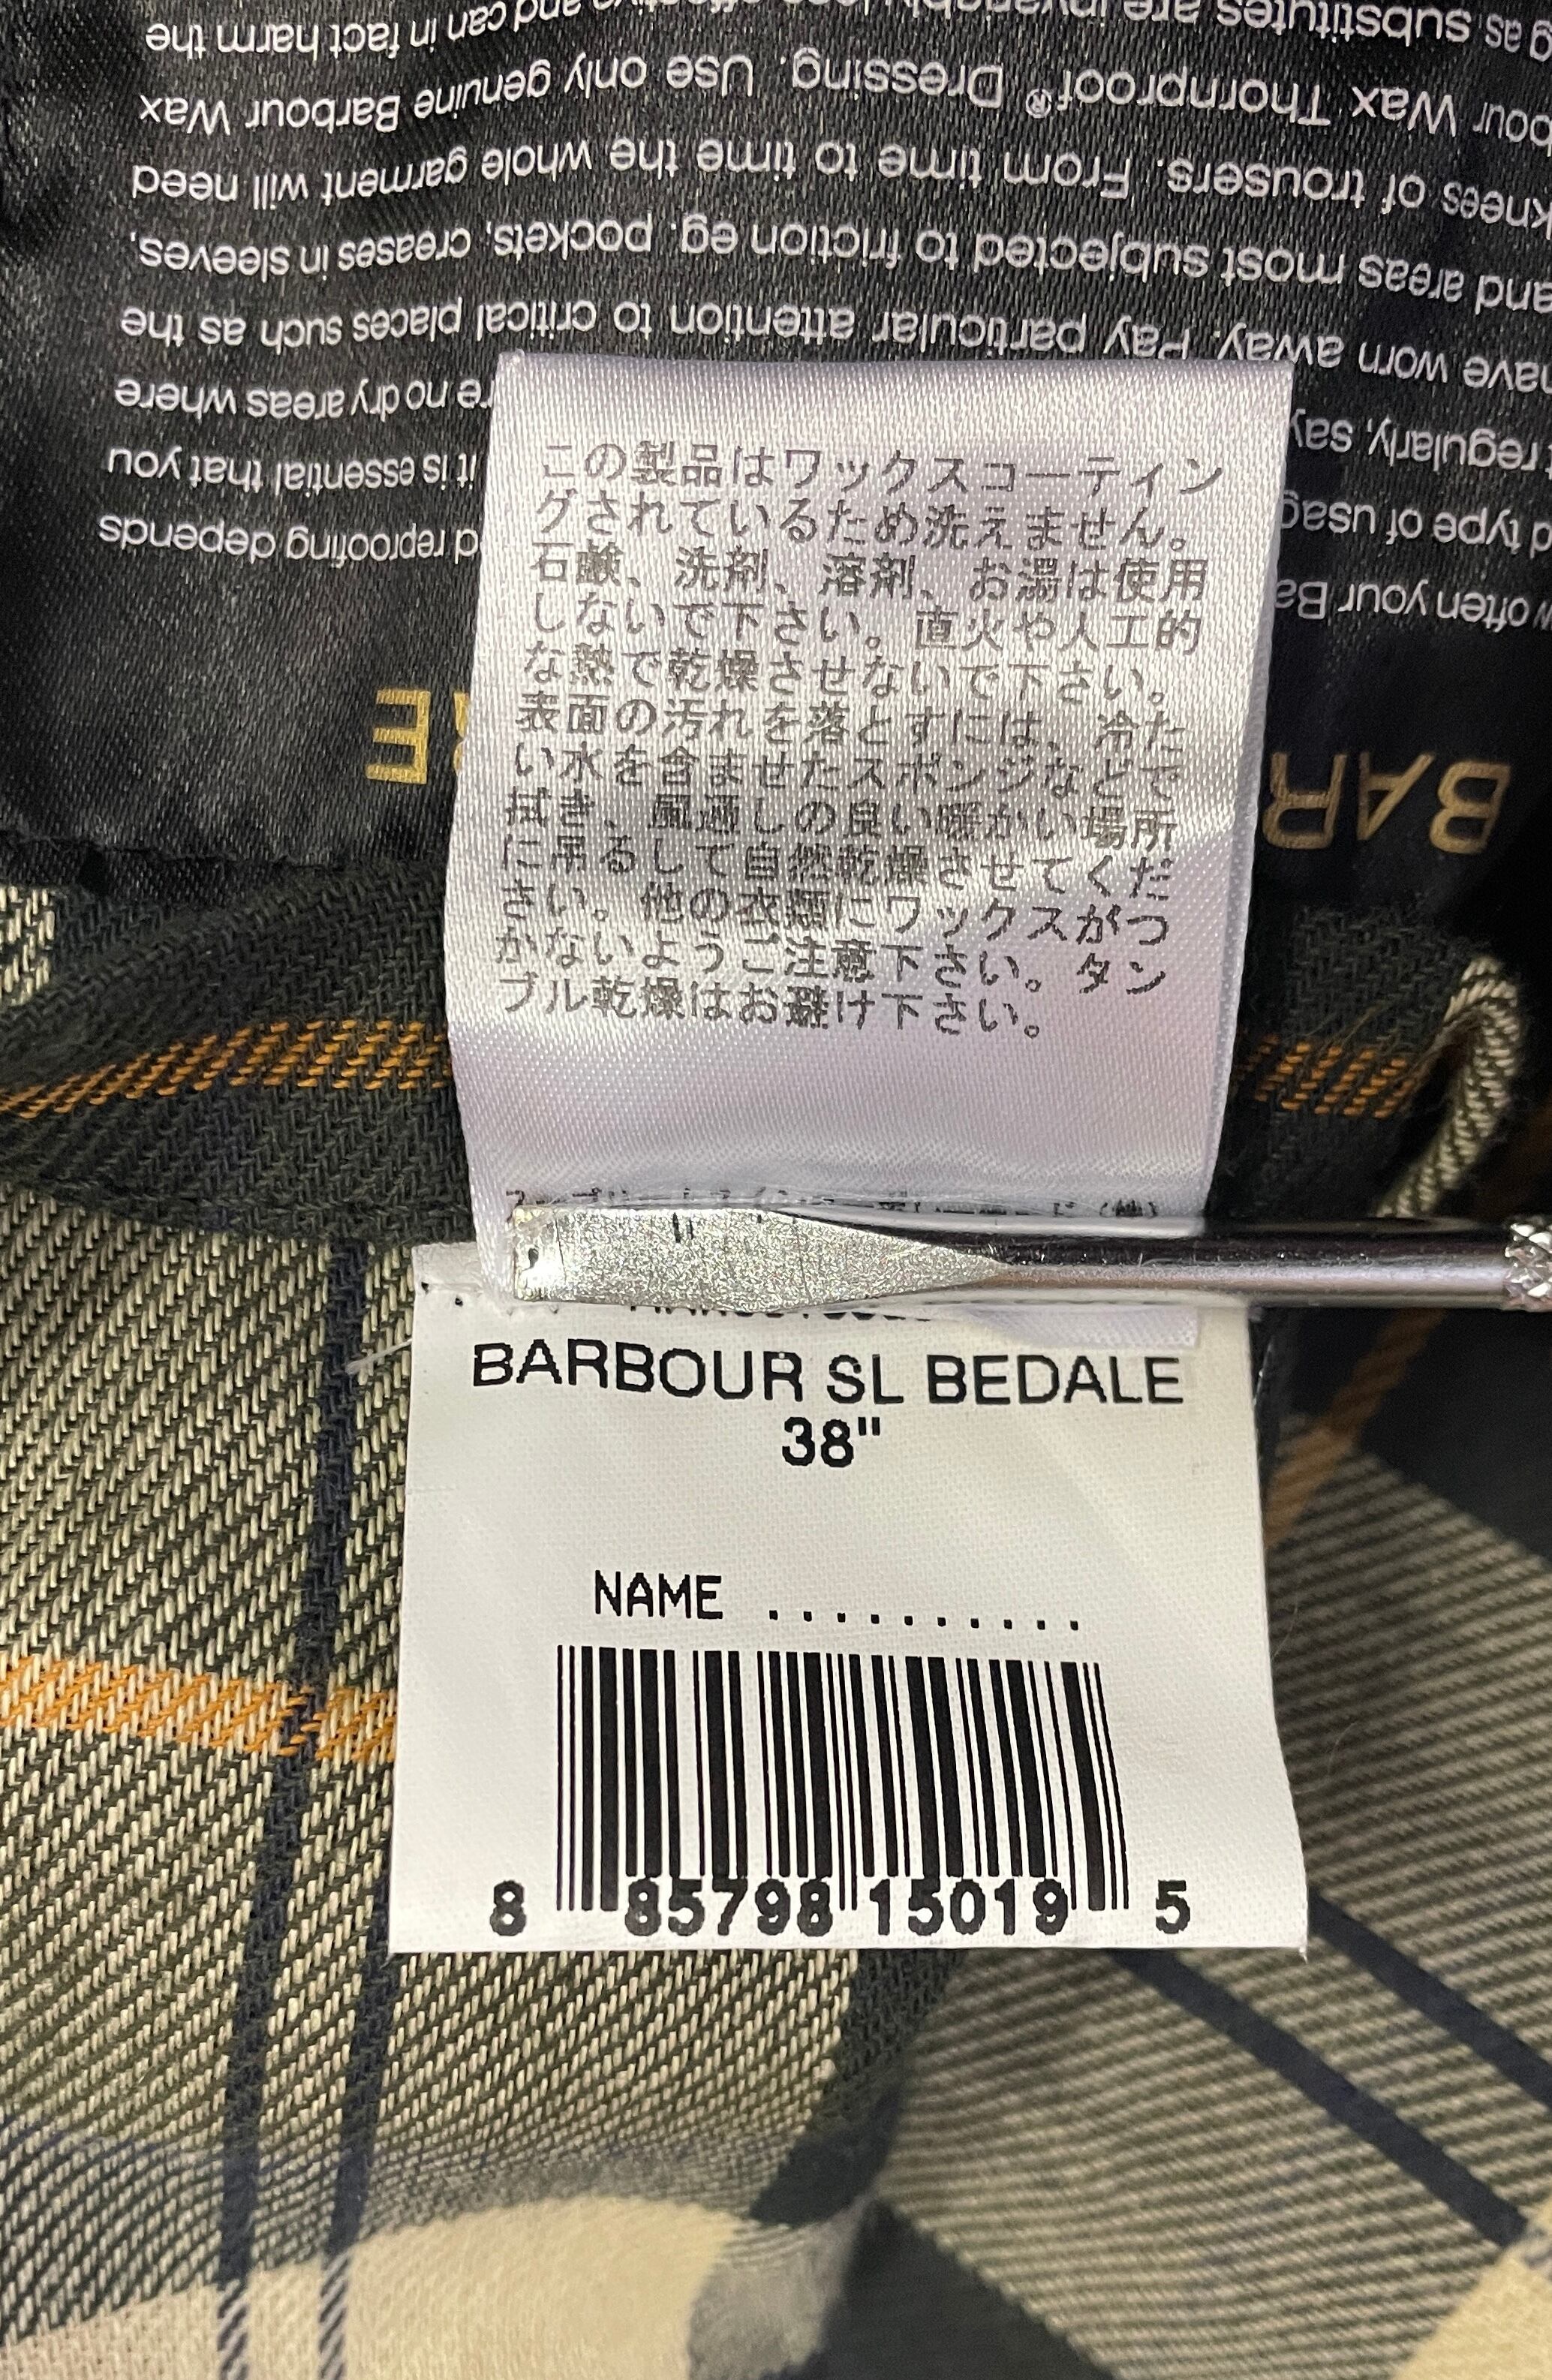 g as substitutes are invariably less effective and can in fact harm the
bour Wax Thornproof® Dressing. Use only genuine Barbour Wax
knees of trousers. From time to time the whole garment will need
and areas most subjected to friction eg. pockets, creases in sleeves,
have worn away. Pay particular attention to critical places such as the
t regularly, say re no dry areas where
d type of usag it is essential that you
w often your Ba d reproofing depends
BAR RE
この製品はワックスコーティン
グされているため洗えません。
石鹸、洗剤、溶剤、お湯は使用
しないで下さい。直火や人工的
な熱で乾燥させないで下さい。
表面の汚れを落とすには、冷た
い水を含ませたスポンジなどで
拭き、風通しの良い暖かい場所
に吊るして自然乾燥させてくだ
さい。他の衣類にワックスがつ
かないようご注意下さい。タン
ブル乾燥はお避け下さい。
BARBOUR SL BEDALE
38"
NAME ..........
8 85798 15019 5